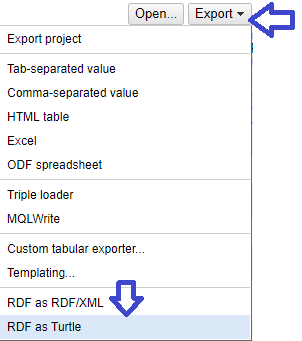 Open... Export
Export project
Tab-separated value
Comma-separated value
HTML table
Excel
ODF spreadsheet
Triple loader
MQLWrite
Custom tabular exporter...
Templating...
RDF as RDF/XML
RDF as Turtle